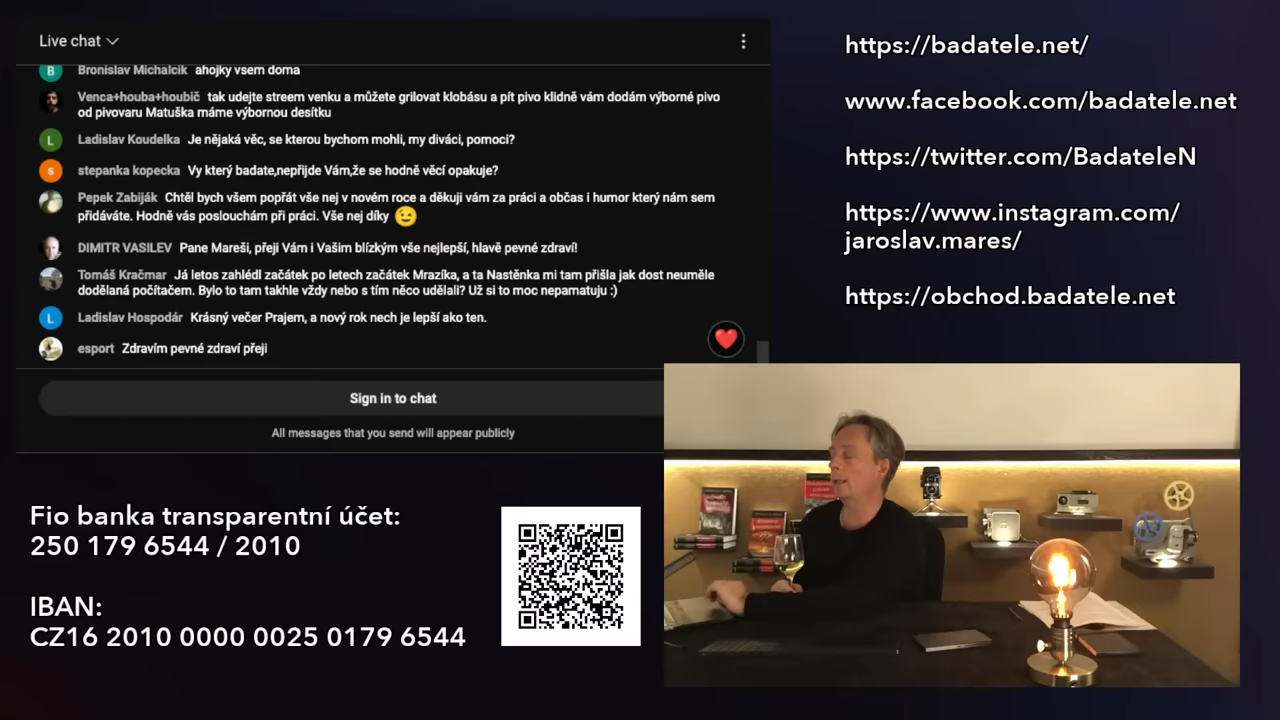 Live chat
Bronislav Michalcik ahojky vsem doma
Venca+houba+houbič tak udejte streem venku a můžete grilovat klobásu a pít pivo klidně vám dodám výborné pivo
od pivovaru Matuška máme výbornou desítku
Ladislav Koudelka Je nějaká věc, se kterou bychom mohli, my diváci, pomoci?
stepanka kopecka Vy který badate,nepřijde Vám,že se hodně věcí opakuje?
Pepek Zabiják Chtěl bych všem popřát vše nej v novém roce a děkuji vám za práci a občas i humor který nám sem
přidáváte. Hodně vás poslouchám při práci. Vše nej díky 😉
DIMITR VASILEV Pane Mareši, přeji Vám i Vašim blízkým vše nejlepší, hlavě pevné zdraví!
Tomáš Kračmar Já letos zahlédl začátek po letech začátek Mrazíka, a ta Nastěnka mi tam přišla jak dost neuměle
dodělaná počítačem. Bylo to tam takhle vždy nebo s tím něco udělali? Už si to moc nepamatuju :)
Ladislav Hospodár Krásný večer Prajem, a nový rok nech je lepší ako ten.
esport Zdravím pevné zdraví přeji
Sign in to chat
All messages that you send will appear publicly
https://badatele.net/
www.facebook.com/badatele.net
https://twitter.com/BadateleN
https://www.instagram.com/
jaroslav.mares/
https://obchod.badatele.net
Fio banka transparentní účet:
250 179 6544 / 2010
IBAN:
CZ16 2010 0000 0025 0179 6544